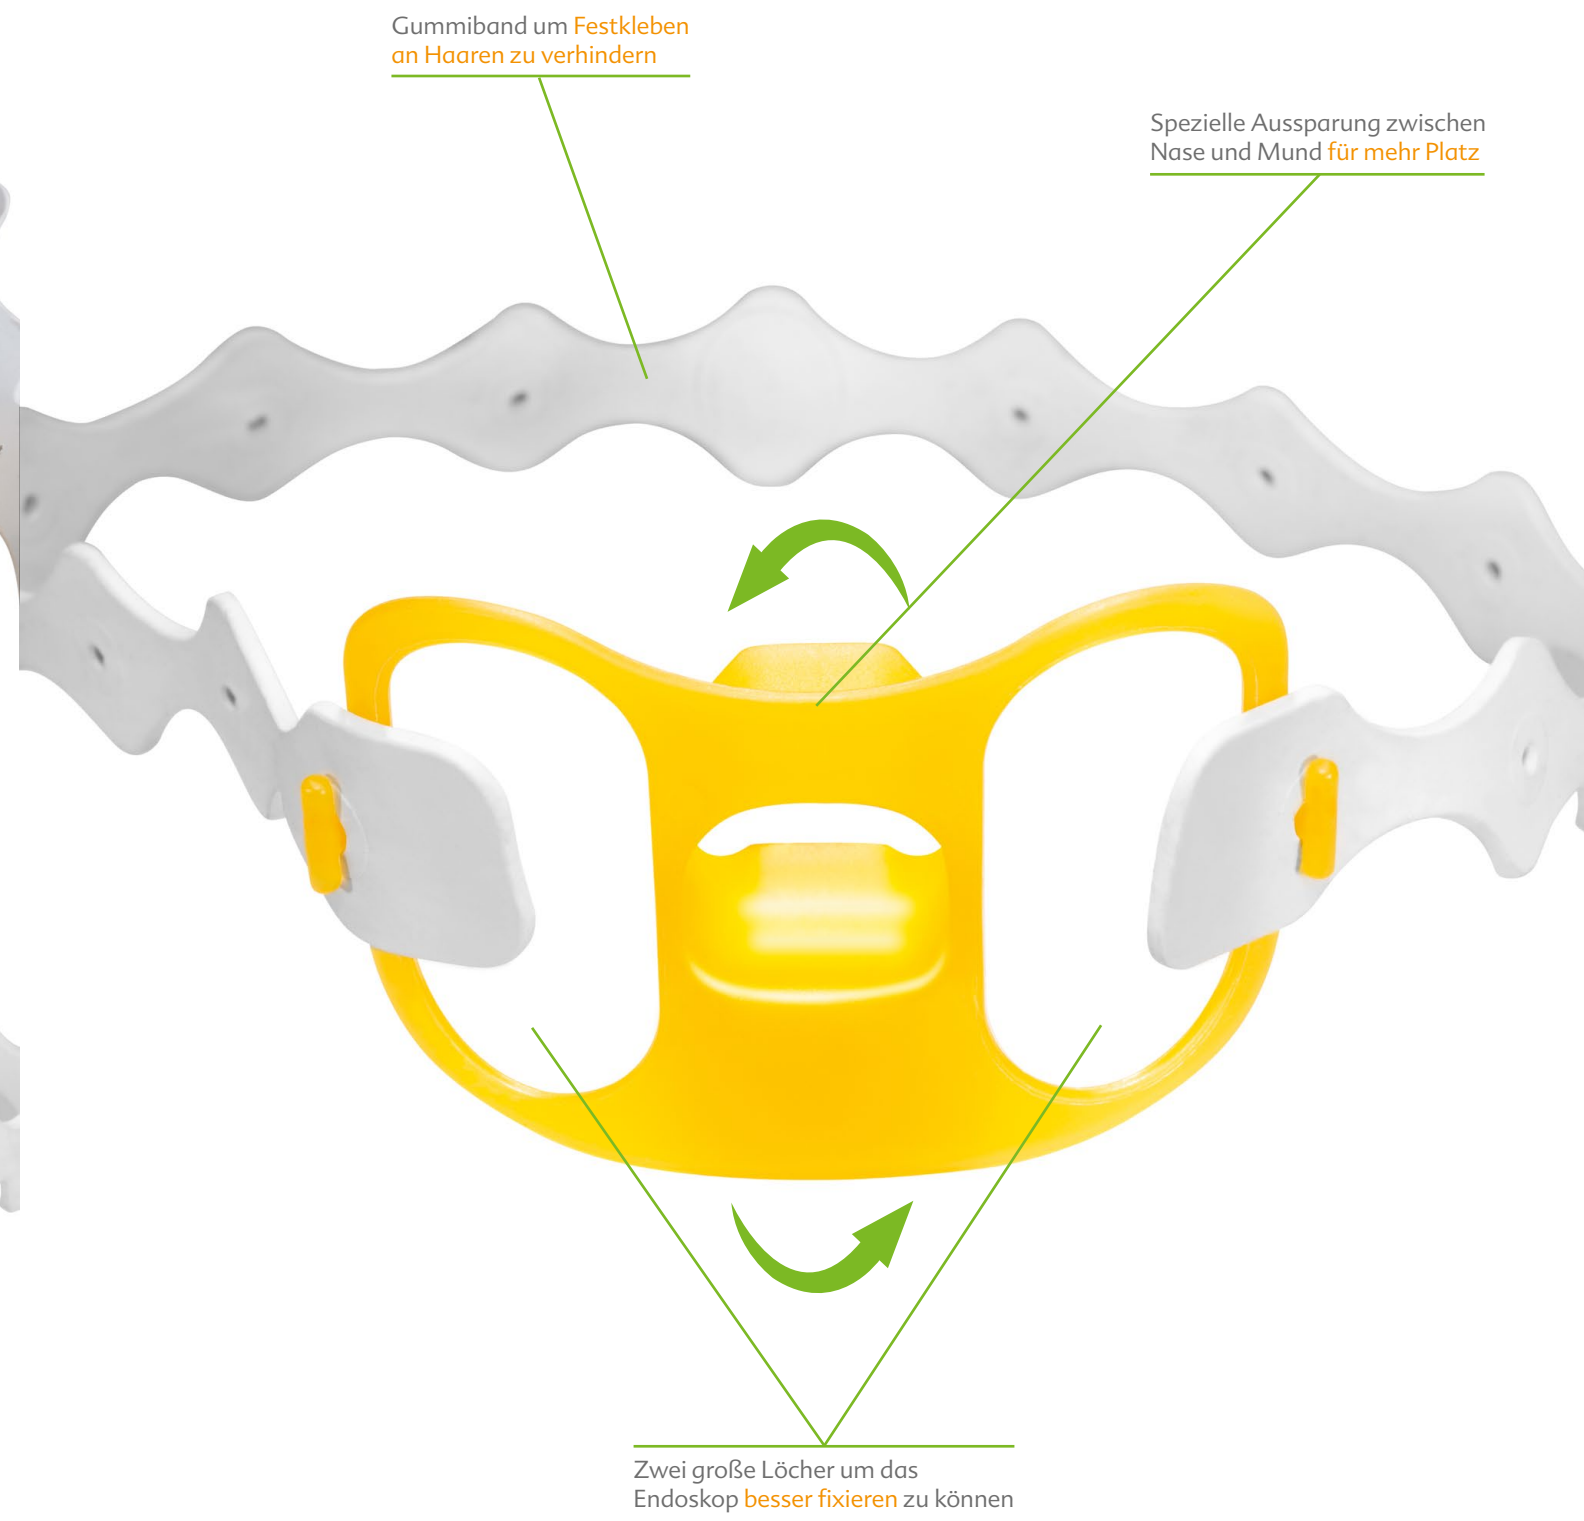 Gummiband um Festkleben
an Haaren zu verhindern
Spezielle Aussparung zwischen
Nase und Mund für mehr Platz
Zwei große Löcher um das
Endoskop besser fixieren zu können